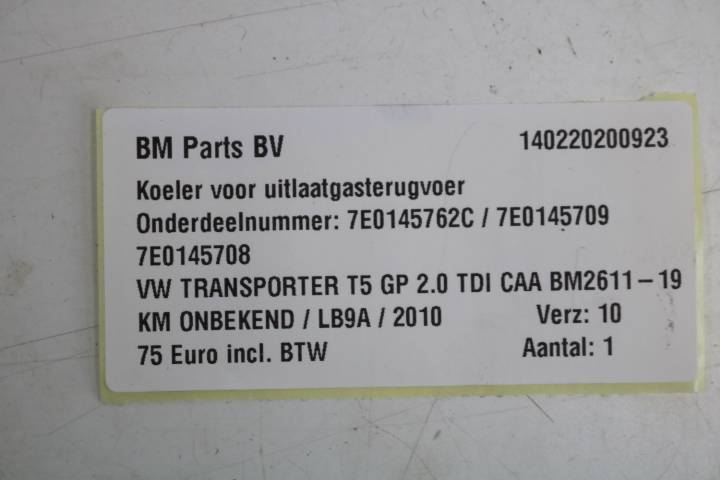 BM Parts BV 140220200923
Koeler voor uitlaatgasterugvoer
Onderdeelnummer: 7E0145762C / 7E0145709
7E0145708
VW TRANSPORTER T5 GP 2.0 TDI CAA BM2611-19
KM ONBEKEND / LB9A / 2010 Verz: 10
75 Euro incl. BTW Aantal: 1